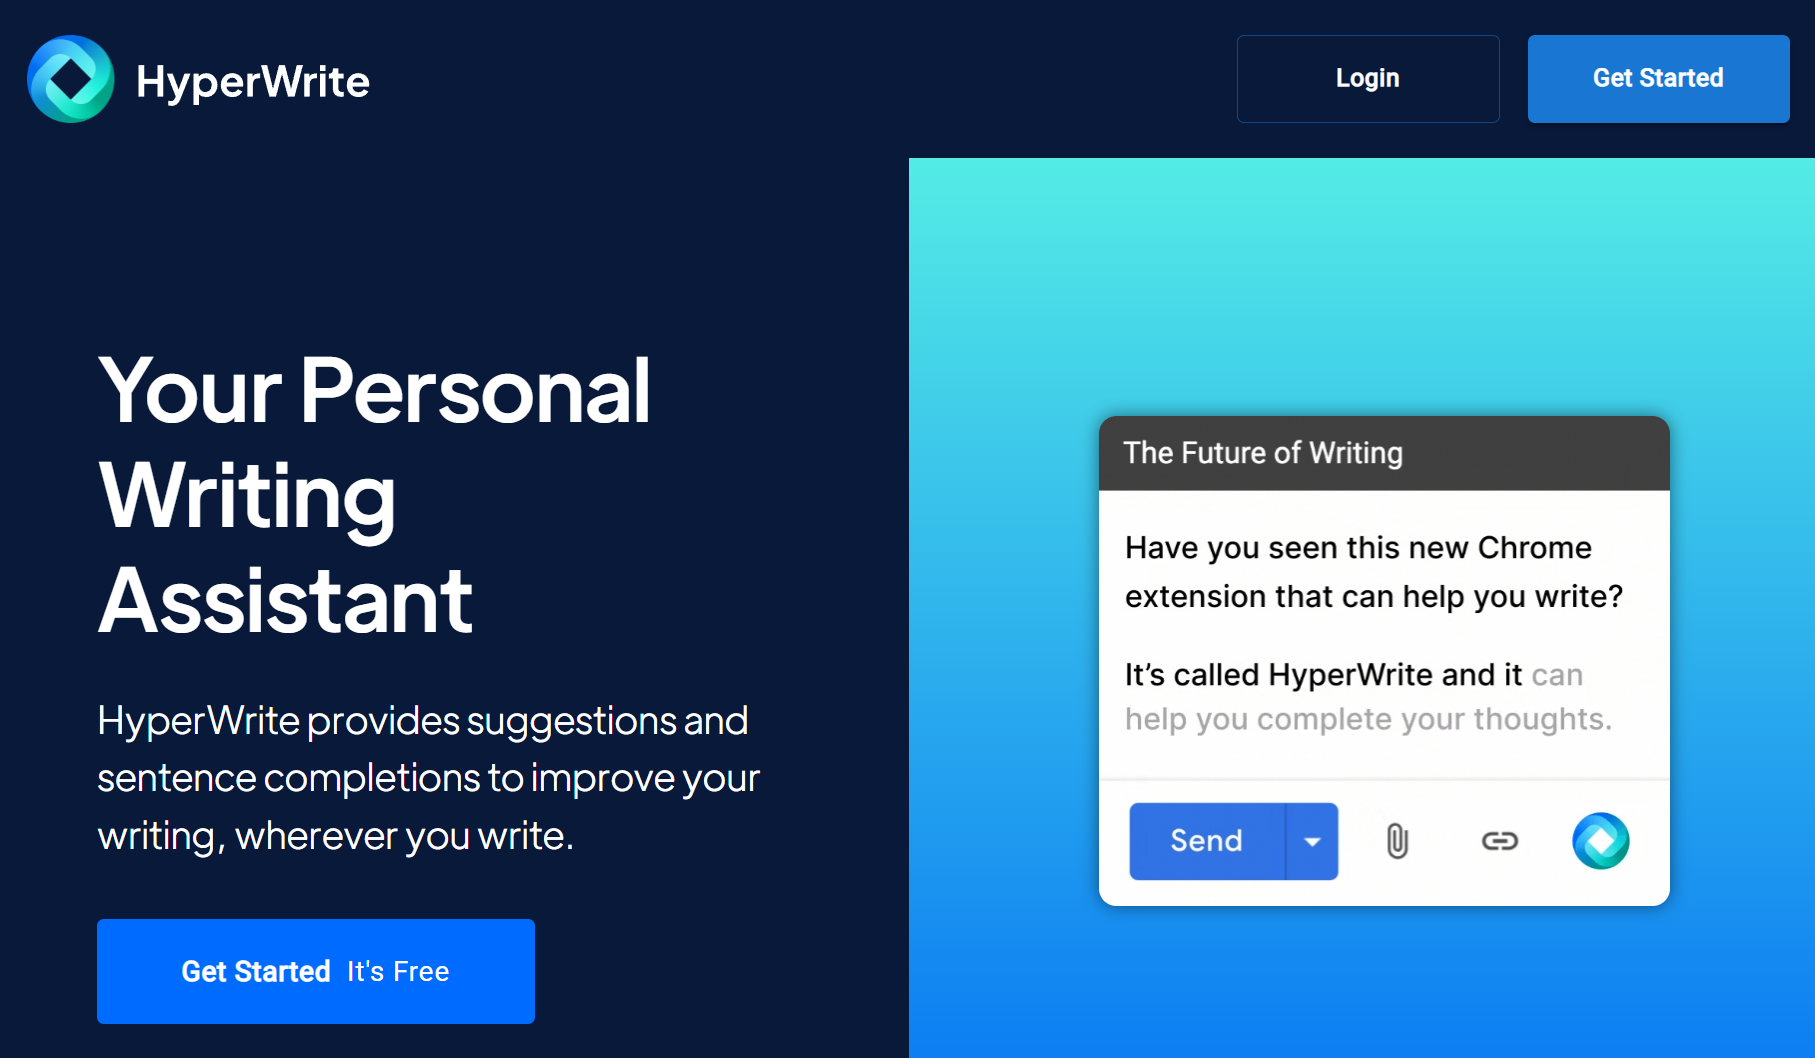 HyperWrite
Login
Get Started
Your Personal
Writing
Assistant
HyperWrite provides suggestions and
sentence completions to improve your
writing, wherever you write.
Get Started It's Free
The Future of Writing
Have you seen this new Chrome
extension that can help you write?
It’s called HyperWrite and it can
help you complete your thoughts.
Send